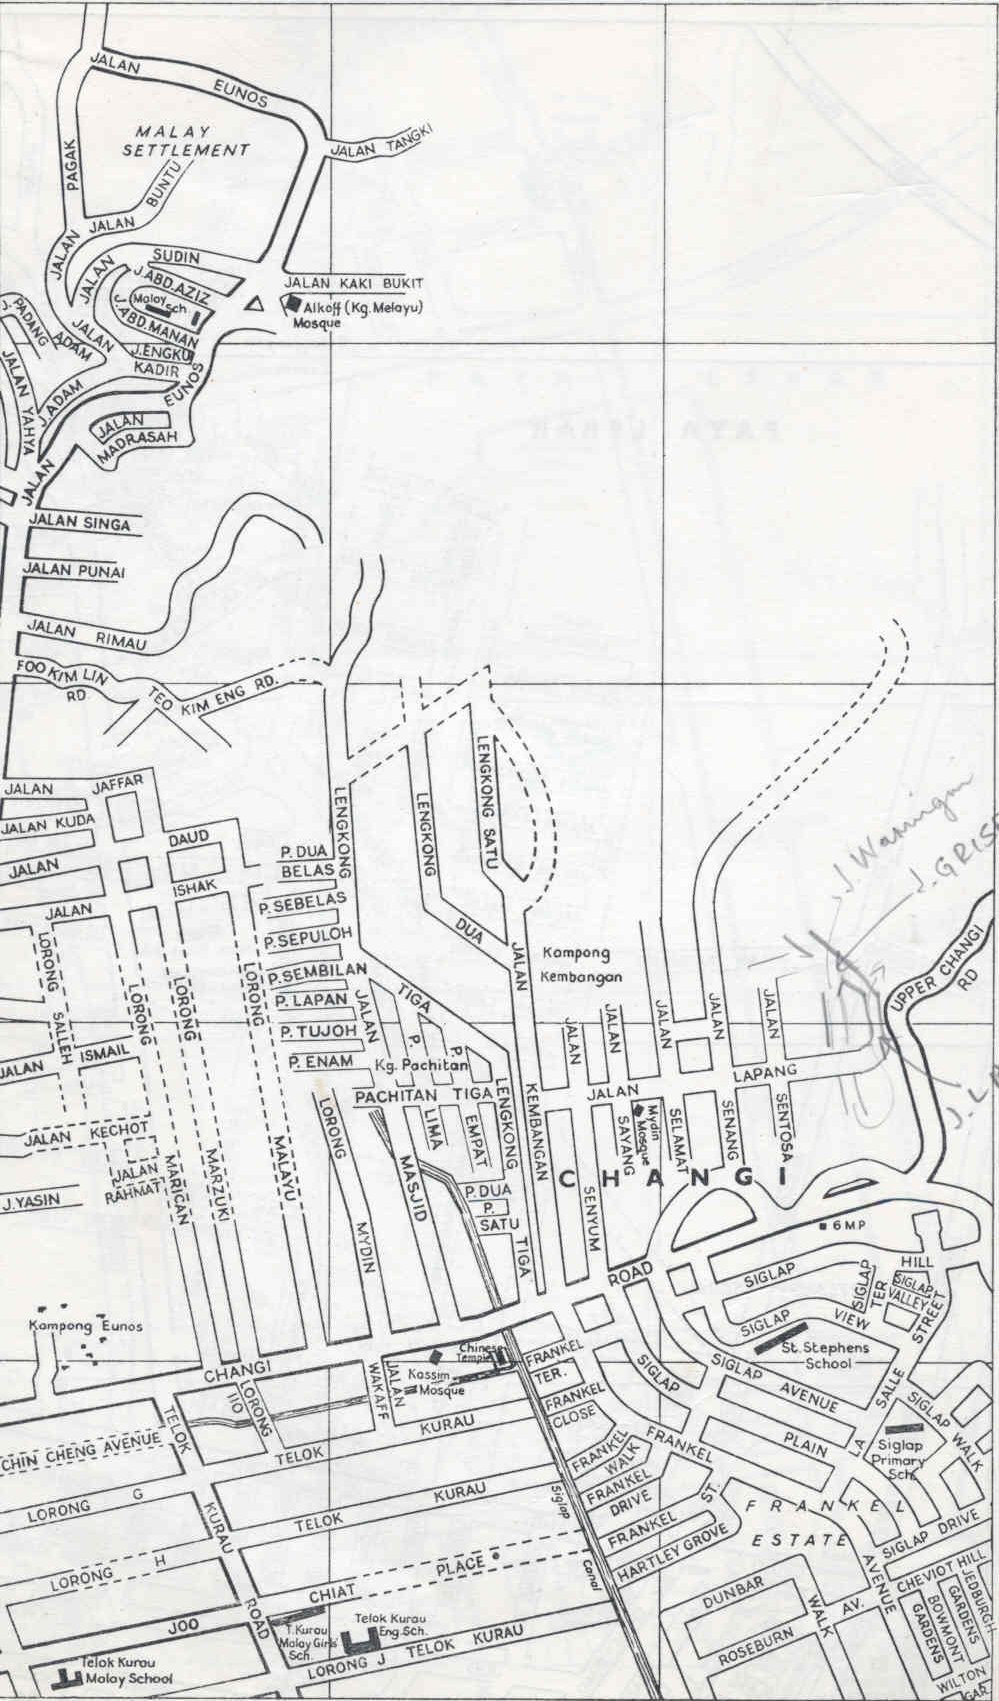 JALAN EUNOS
MALAY
SETTLEMENT
JALAN TANGKI
JALAN PAGAK
JALAN BUNTU
JALAN SUDIN
J.ABD.AZIZ
Malay Sch
J.ABD.MANAN
JALAN KAKI BUKIT
Alkoff (Kg. Melayu)
Mosque
J. PADANG
JALAN ADAM
J.ENGKU
KADIR
JALAN YAHYA
J.ADAM
JALAN EUNOS
JALAN
MADRASAH
JALAN SINGA
JALAN PUNAI
JALAN RIMAU
FOO KIM LIN
RD.
TEO KIM ENG RD.
JALAN JAFFAR
JALAN KUDA
JALAN DAUD
JALAN ISHAK
LENGKONG TIGA
LENGKONG DUA
LENGKONG SATU
P. DUA
BELAS
P. SEBELAS
P. SEPULOH
P. SEMBILAN
P. LAPAN
P. TUJOH
P. ENAM
Kg. Pachitan
PACHITAN TIGA
P. LIMA
P. EMPAT
P. DUA
P.
SATU
LENGKONG TIGA
JALAN MASJID
LORONG MYDIN
LORONG SALLEH
LORONG MARICAN
LORONG MARZUKI
LORONG MALAYU
JALAN ISMAIL
JALAN KECHOT
JALAN
RAHMAT
J. YASIN
Kampong
Kembangan
JALAN KEMBANGAN
JALAN SENYUM
JALAN SAYANG
Mydin
Mosque
JALAN SELAMAT
JALAN SENANG
JALAN SENTOSA
JALAN LAPANG
J. Waringin
UPPER CHANGI
RD
CHANGI
6 M P
CHANGI ROAD
Kampong Eunos
Kassim
Mosque
Chinese
Temple
JALAN
WAKAFF
LORONG
110
CHIN CHENG AVENUE
TELOK KURAU ROAD
TELOK KURAU
LORONG G TELOK KURAU
LORONG H
JOO CHIAT PLACE
T. Kurau
Malay Girls'
Sch.
Telok Kurau
Eng. Sch.
LORONG J TELOK KURAU
Telok Kurau
Malay School
Siglap Canal
FRANKEL
TER.
FRANKEL
CLOSE
FRANKEL
WALK
FRANKEL
DRIVE
FRANKEL ST.
HARTLEY GROVE
SIGLAP
SIGLAP VIEW
SIGLAP
TER
SIGLAP
VALLEY
HILL
STREET
St. Stephens
School
SIGLAP AVENUE
SIGLAP PLAIN
LA SALLE
SIGLAP WALK
Siglap
Primary
Sch.
FRANKEL
ESTATE
FRANKEL AVENUE
SIGLAP DRIVE
CHEVIOT HILL
JEDBURGH
GARDENS
BOWMONT
GARDENS
WILTON
GAR.
DUNBAR WALK
ROSEBURN AV.